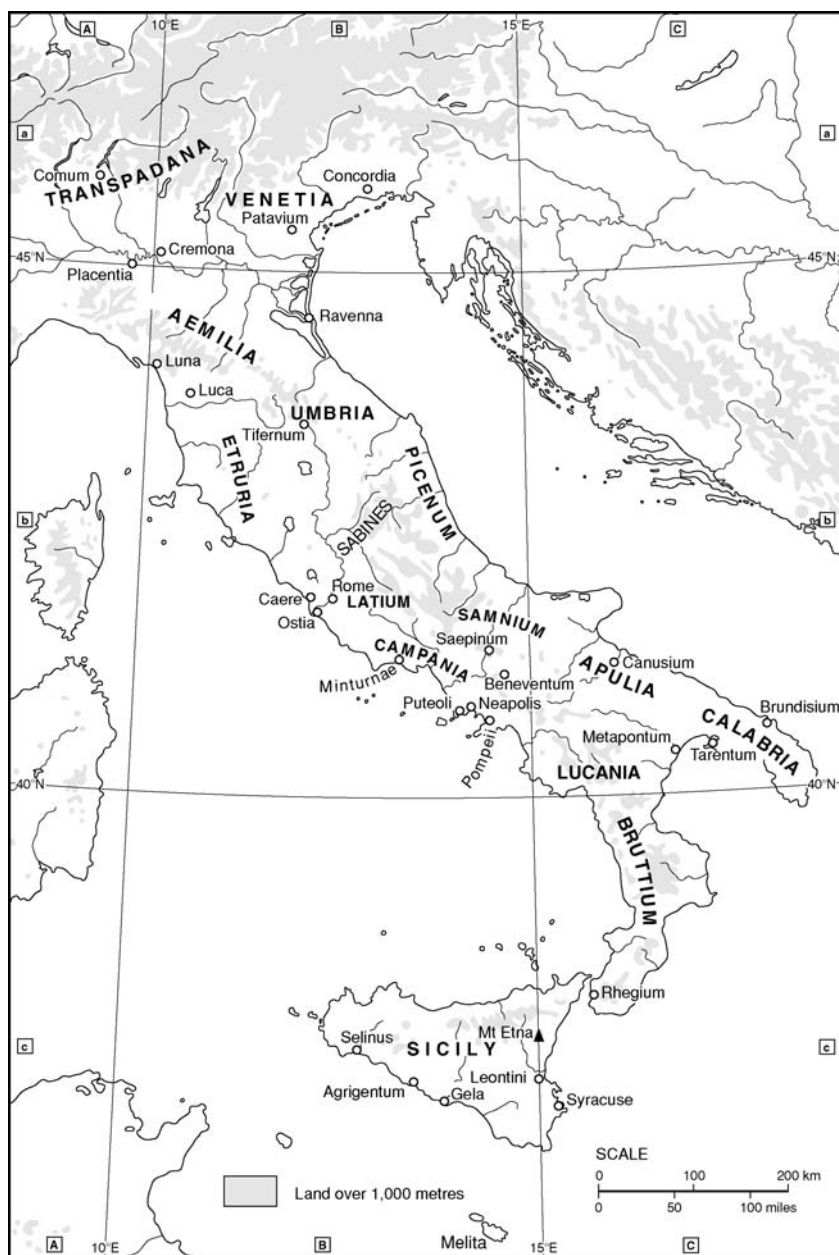 A 10°E B 15°E C
a a
Comum
TRANSPADANA
VENETIA
Concordia
Patavium
Cremona
45°N 45°N
Placentia
AEMILIA
Ravenna
Luna
Luca
UMBRIA
Tifernum
ETRURIA
PICENUM
b b
SABINES
Rome
Caere
LATIUM
Ostia
SAMNIUM
Saepinum
CAMPANIA
Minturnae
Beneventum
APULIA
Canusium
Puteoli
Neapolis
Pompeii
Brundisium
CALABRIA
Metapontum
Tarentum
LUCANIA
40°N 40°N
BRUTTIUM
Rhegium
Mt Etna
Selinus
SICILY
c c
Leontini
Agrigentum
Gela
Syracuse
SCALE
0 100 200 km
0 50 100 miles
Land over 1,000 metres
Melita
A 10°E B 15°E C